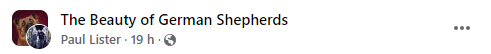 The Beauty of German Shepherds
Paul Lister · 19 h ·